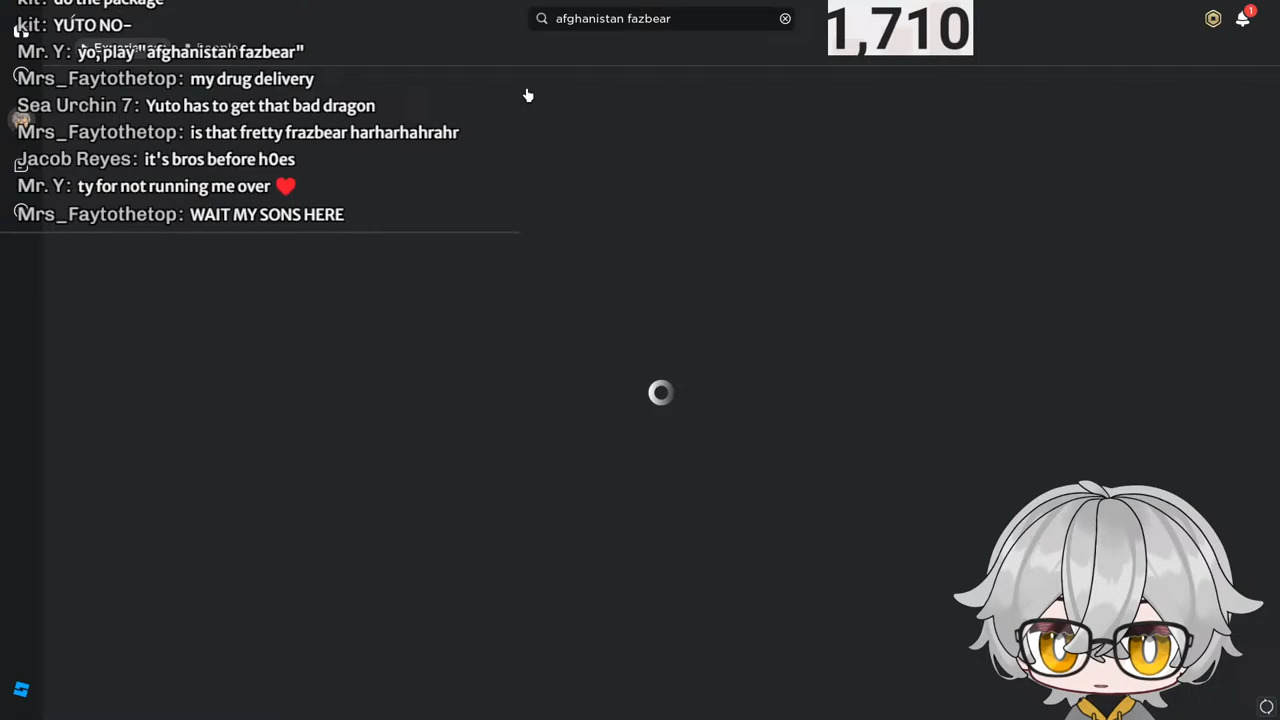 kit: do the package
kit: YÚTO NO-
Mr. Y: yo, play "afghanistan fazbear"
Mrs_Faytothetop: my drug delivery
Sea Urchin 7: Yuto has to get that bad dragon
Mrs_Faytothetop: is that fretty frazbear harharhahrahr
Jacob Reyes: it's bros before h0es
Mr. Y: ty for not running me over ❤️
Mrs_Faytothetop: WAIT MY SONS HERE
afghanistan fazbear
1,710
1